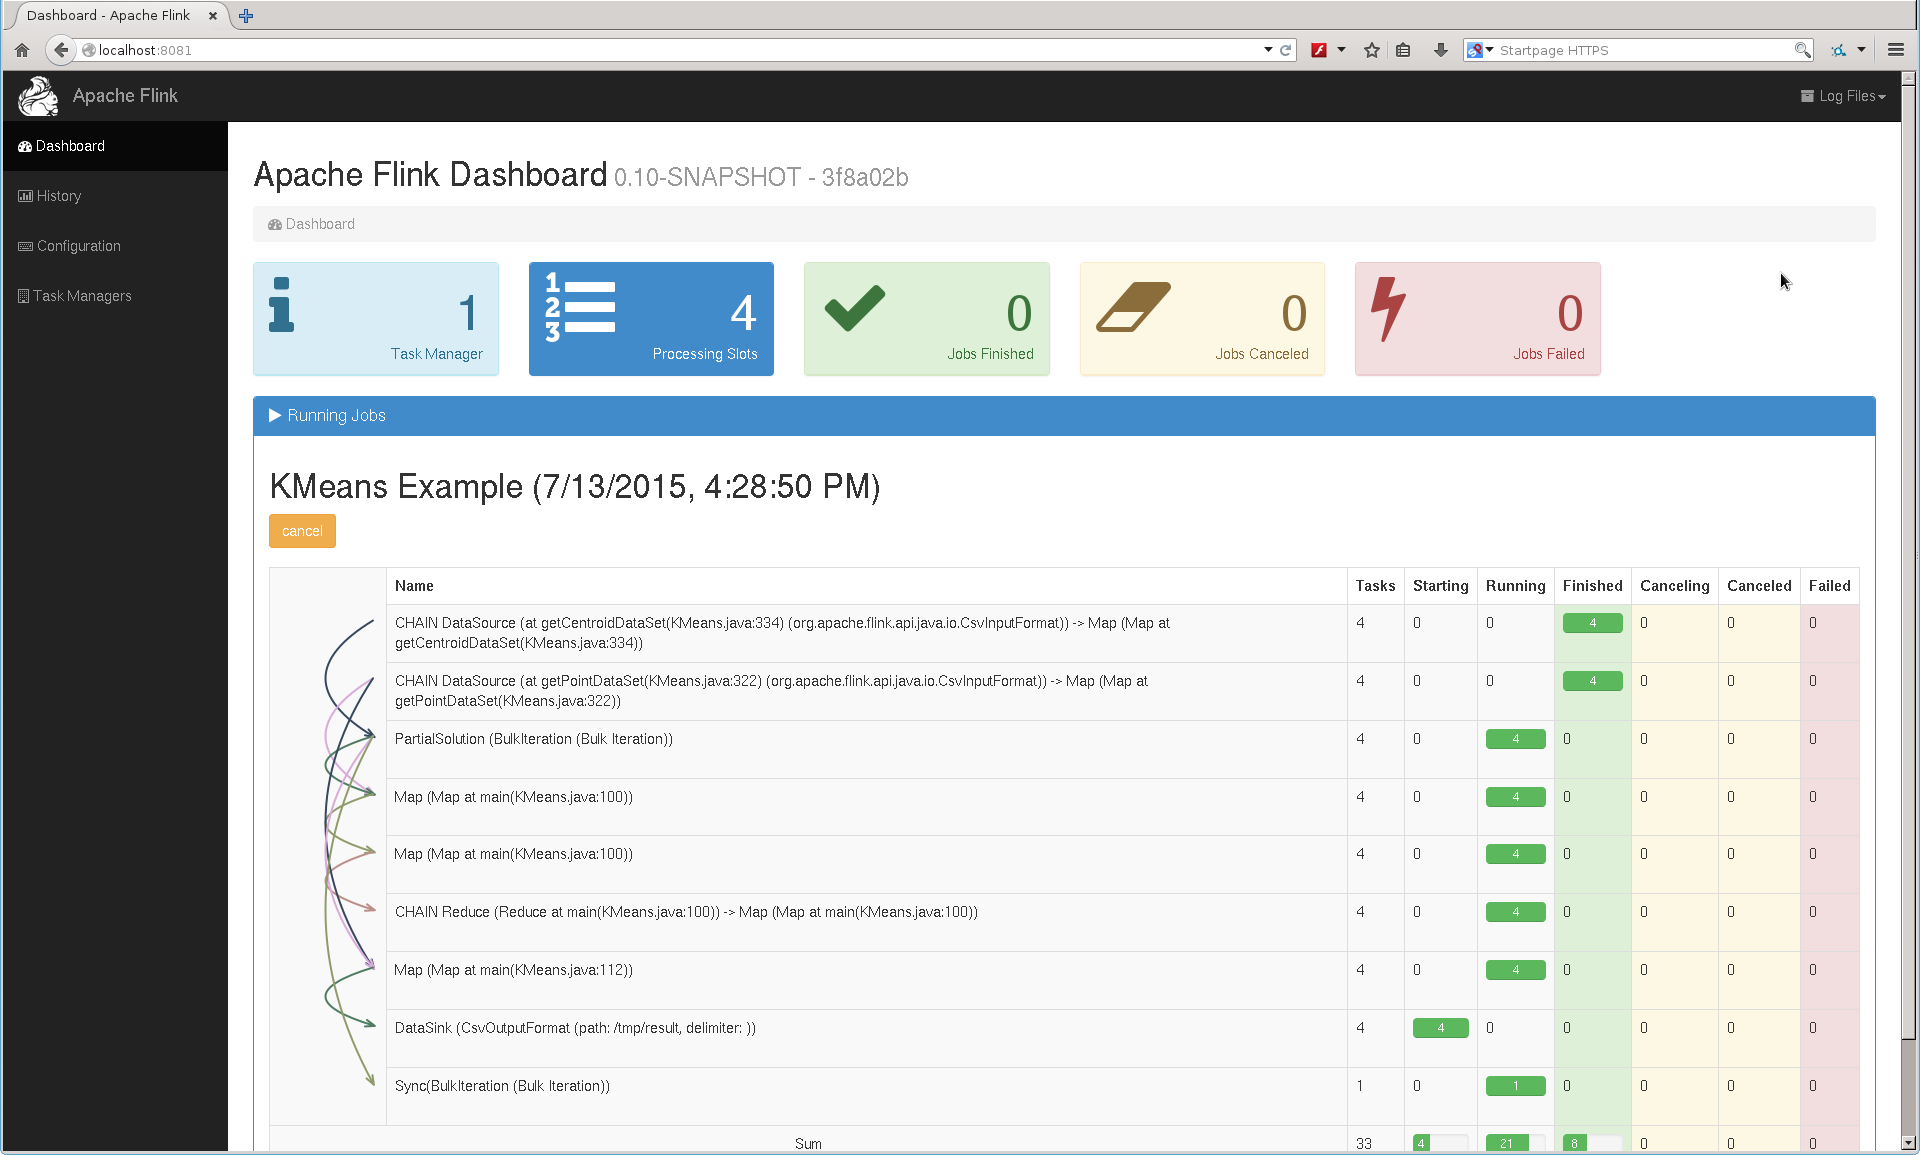 Dashboard - Apache Flink
localhost:8081
Startpage HTTPS
Apache Flink
Log Files
Dashboard
History
Configuration
Task Managers
Apache Flink Dashboard 0.10-SNAPSHOT - 3f8a02b
Dashboard
1
Task Manager
1
2
3
4
Processing Slots
0
Jobs Finished
0
Jobs Canceled
0
Jobs Failed
Running Jobs
KMeans Example (7/13/2015, 4:28:50 PM)
cancel
Name Tasks Starting Running Finished Canceling Canceled Failed
CHAIN DataSource (at getCentroidDataSet(KMeans.java:334) (org.apache.flink.api.java.io.CsvInputFormat)) -> Map (Map at 4 0 0 4 0 0 0
getCentroidDataSet(KMeans.java:334))
CHAIN DataSource (at getPointDataSet(KMeans.java:322) (org.apache.flink.api.java.io.CsvInputFormat)) -> Map (Map at 4 0 0 4 0 0 0
getPointDataSet(KMeans.java:322))
PartialSolution (BulkIteration (Bulk Iteration)) 4 0 4 0 0 0 0
Map (Map at main(KMeans.java:100)) 4 0 4 0 0 0 0
Map (Map at main(KMeans.java:100)) 4 0 4 0 0 0 0
CHAIN Reduce (Reduce at main(KMeans.java:100)) -> Map (Map at main(KMeans.java:100)) 4 0 4 0 0 0 0
Map (Map at main(KMeans.java:112)) 4 0 4 0 0 0 0
DataSink (CsvOutputFormat (path: /tmp/result, delimiter: )) 4 4 0 0 0 0 0
Sync(BulkIteration (Bulk Iteration)) 1 0 1 0 0 0 0
Sum 33 4 21 8 0 0 0